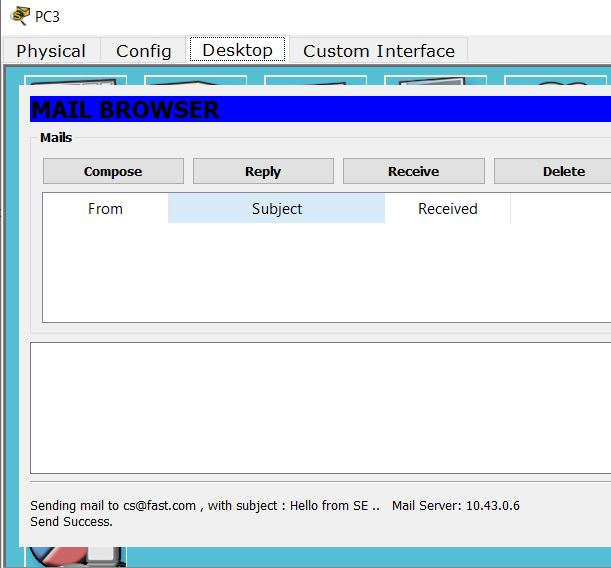 PC3
Physical Config Desktop Custom Interface
MAIL BROWSER
Mails
Compose Reply Receive Delete
From Subject Received
Sending mail to cs@fast.com , with subject : Hello from SE .. Mail Server: 10.43.0.6
Send Success.